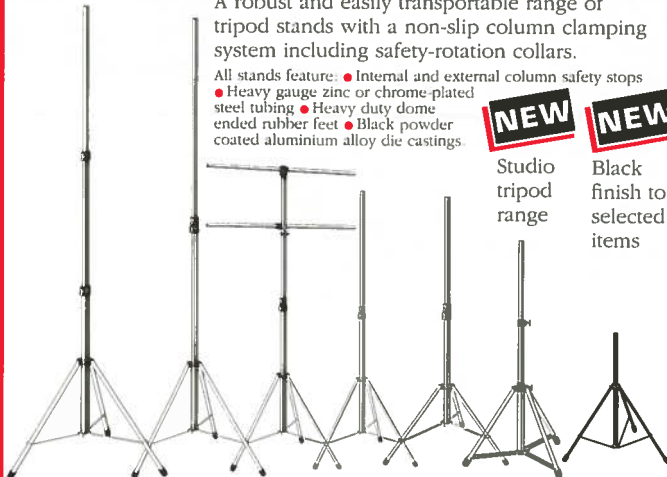 A robust and easily transportable range of
tripod stands with a non-slip column clamping
system including safety-rotation collars.
All stands feature: ● Internal and external column safety stops
● Heavy gauge zinc or chrome-plated
steel tubing ● Heavy duty dome
ended rubber feet ● Black powder
coated aluminium alloy die castings
NEW
Studio
tripod
range
NEW
Black
finish to
selected
items